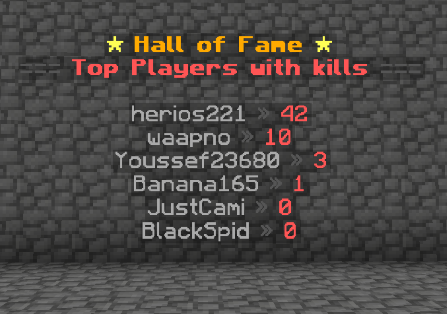 ★ Hall of Fame ★
=== Top Players with kills ===
herios221 » 42
waapno » 10
Youssef23680 » 3
Banana165 » 1
JustCami » 0
BlackSpid » 0